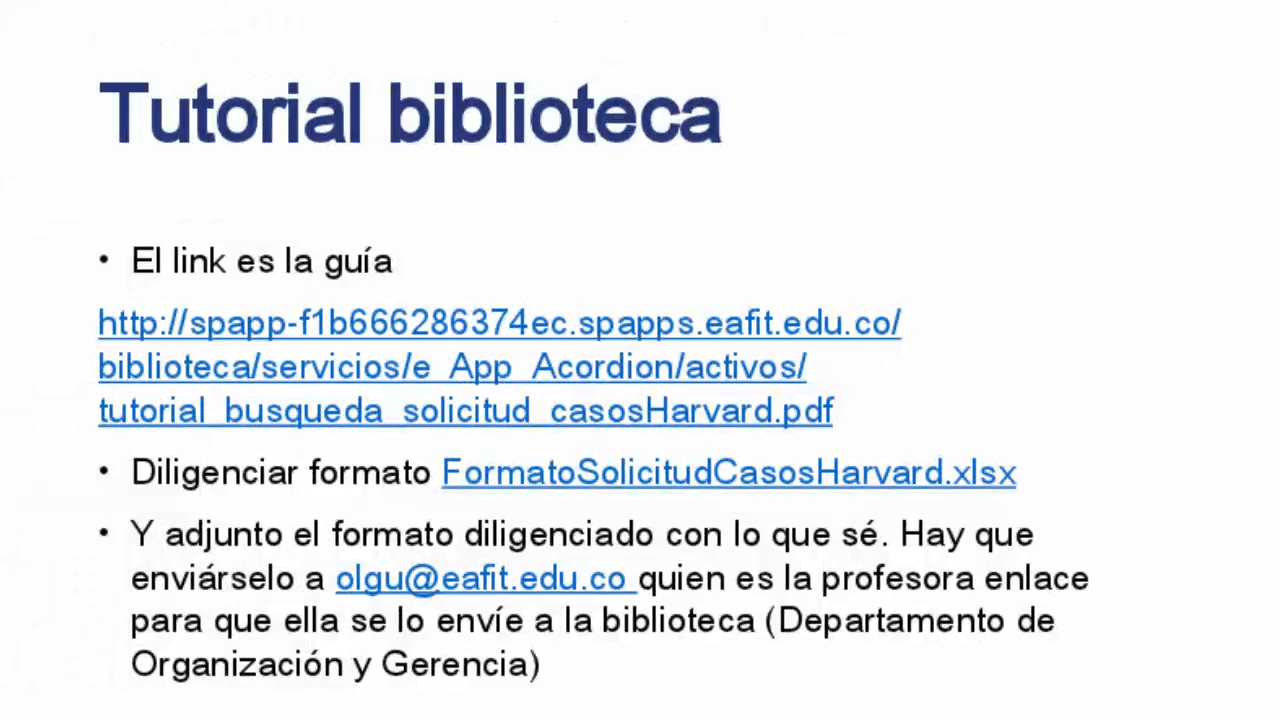 Tutorial biblioteca
• El link es la guía
http://spapp-f1b666286374ec.spapps.eafit.edu.co/
biblioteca/servicios/e_App_Acordion/activos/
tutorial_busqueda_solicitud_casosHarvard.pdf
• Diligenciar formato FormatoSolicitudCasosHarvard.xlsx
• Y adjunto el formato diligenciado con lo que sé. Hay que
enviárselo a olgu@eafit.edu.co quien es la profesora enlace
para que ella se lo envíe a la biblioteca (Departamento de
Organización y Gerencia)